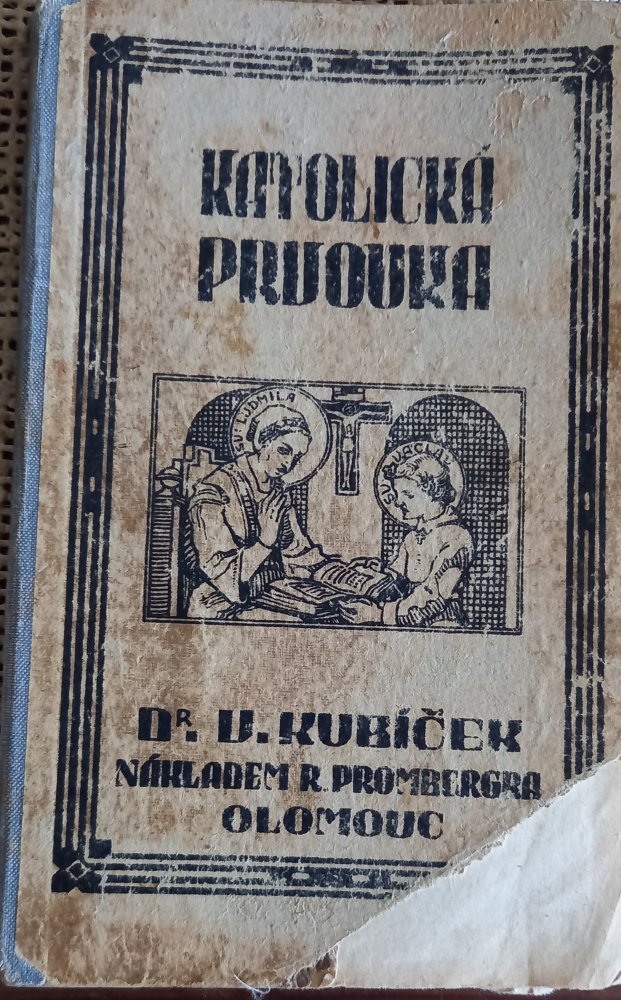 KATOLICKÁ
PRVOUKA
SV. LUDMILA
SV. VÁCLAV
DR. V. KUBÍČEK
NÁKLADEM R. PROMBERGRA
OLOMOUC